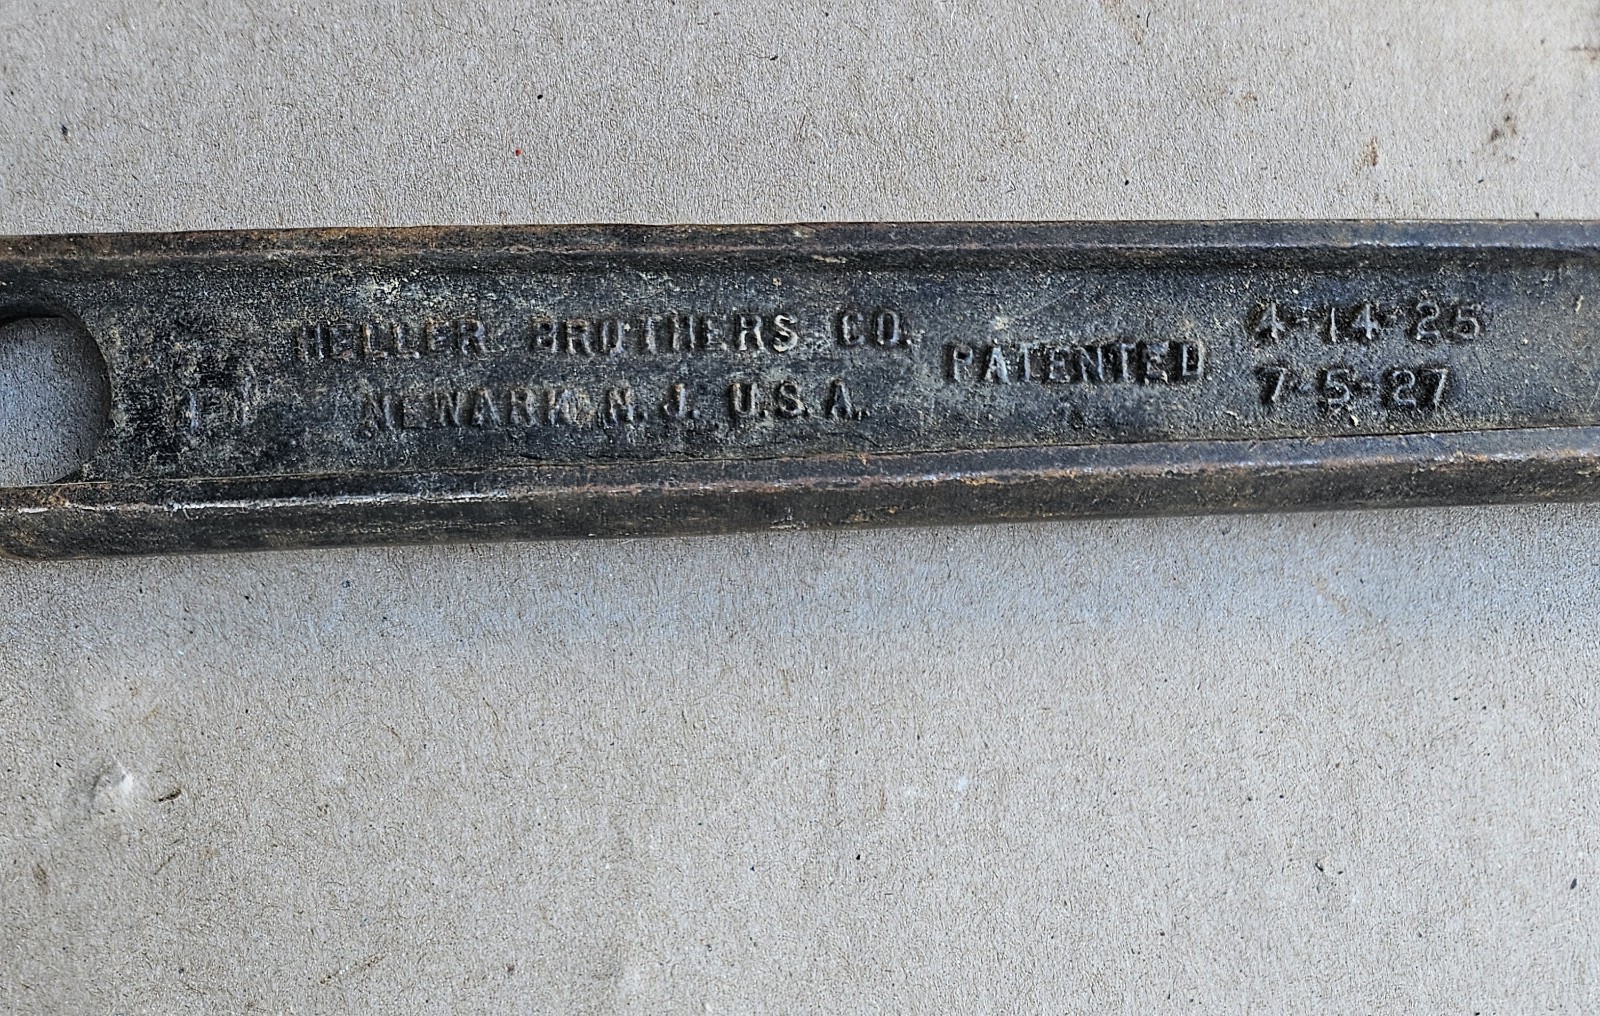 HELLER BROTHERS CO.
NEWARK N. J. U.S.A.
PATENTED
4-14-25
7-5-27